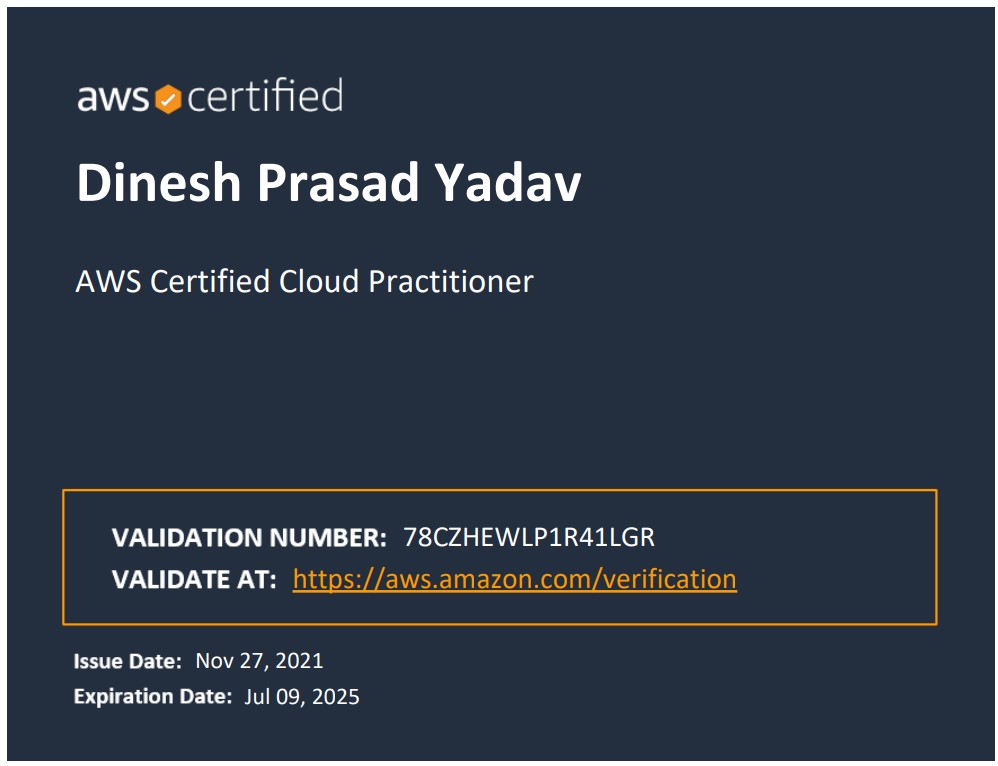 aws certified
Dinesh Prasad Yadav
AWS Certified Cloud Practitioner
VALIDATION NUMBER: 78CZHEWLP1R41LGR
VALIDATE AT: https://aws.amazon.com/verification
Issue Date: Nov 27, 2021
Expiration Date: Jul 09, 2025